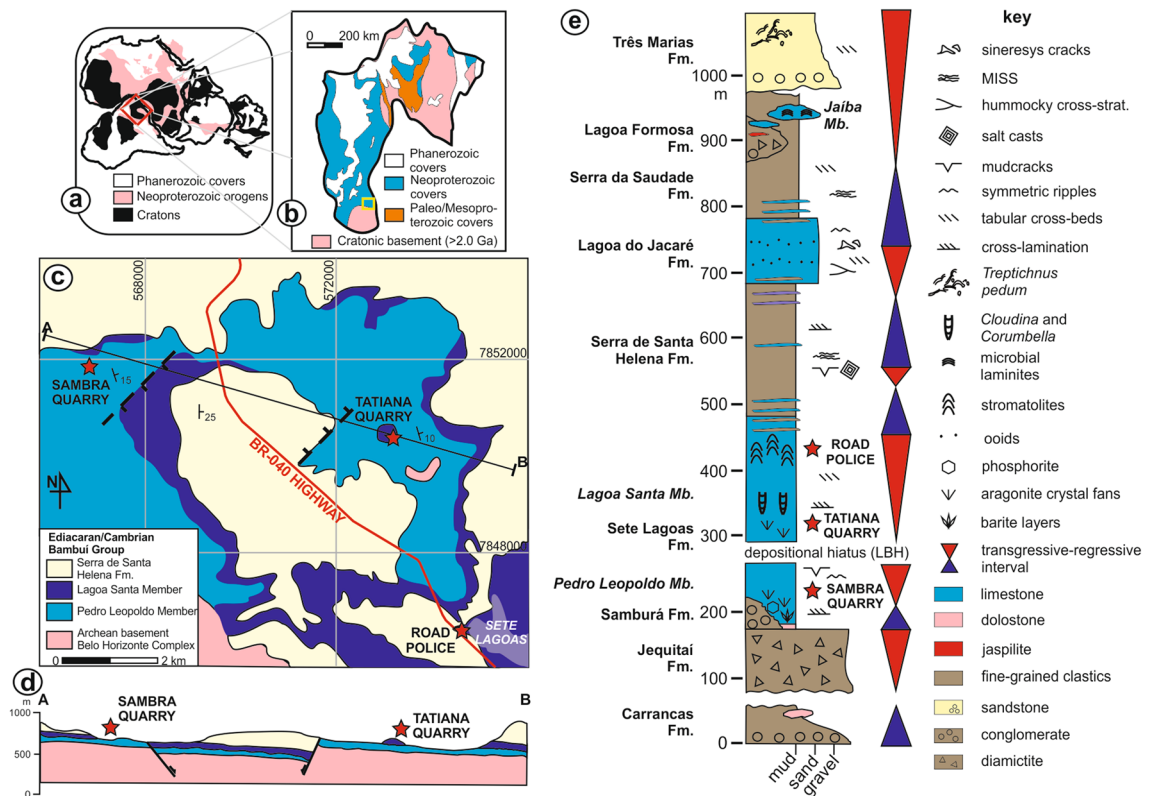 a
Phanerozoic covers
Neoproterozoic orogens
Cratons
b
0 200 km
Phanerozoic
covers
Neoproterozoic
covers
Paleo/Mesopro-
terozoic covers
Cratonic basement (>2.0 Ga)
c
568000
572000
7852000
7848000
A
B
SAMBRA
QUARRY
15
25
TATIANA
QUARRY
10
BR-040 HIGHWAY
N
ROAD
POLICE
SETE
LAGOAS
Ediacaran/Cambrian
Bambuí Group
Serra de Santa
Helena Fm.
Lagoa Santa Member
Pedro Leopoldo Member
Archean basement
Belo Horizonte Complex
0 2 km
d
A
B
m
1000
500
0
SAMBRA
QUARRY
TATIANA
QUARRY
e
Três Marias
Fm.
1000
m
Jaíba
Mb.
Lagoa Formosa
Fm.
900
Serra da Saudade
Fm.
800
Lagoa do Jacaré
Fm.
700
600
Serra de Santa
Helena Fm.
500
ROAD
POLICE
400
Lagoa Santa Mb.
TATIANA
QUARRY
Sete Lagoas
Fm.
300
depositional hiatus (LBH)
Pedro Leopoldo Mb.
SAMBRA
QUARRY
200
Samburá Fm.
Jequitaí
Fm.
100
Carrancas
Fm.
0
mud
sand
gravel
key
sineresys cracks
MISS
hummocky cross-strat.
salt casts
mudcracks
symmetric ripples
tabular cross-beds
cross-lamination
Treptichnus
pedum
Cloudina and
Corumbella
microbial
laminites
stromatolites
ooids
phosphorite
aragonite crystal fans
barite layers
transgressive-regressive
interval
limestone
dolostone
jaspilite
fine-grained clastics
sandstone
conglomerate
diamictite